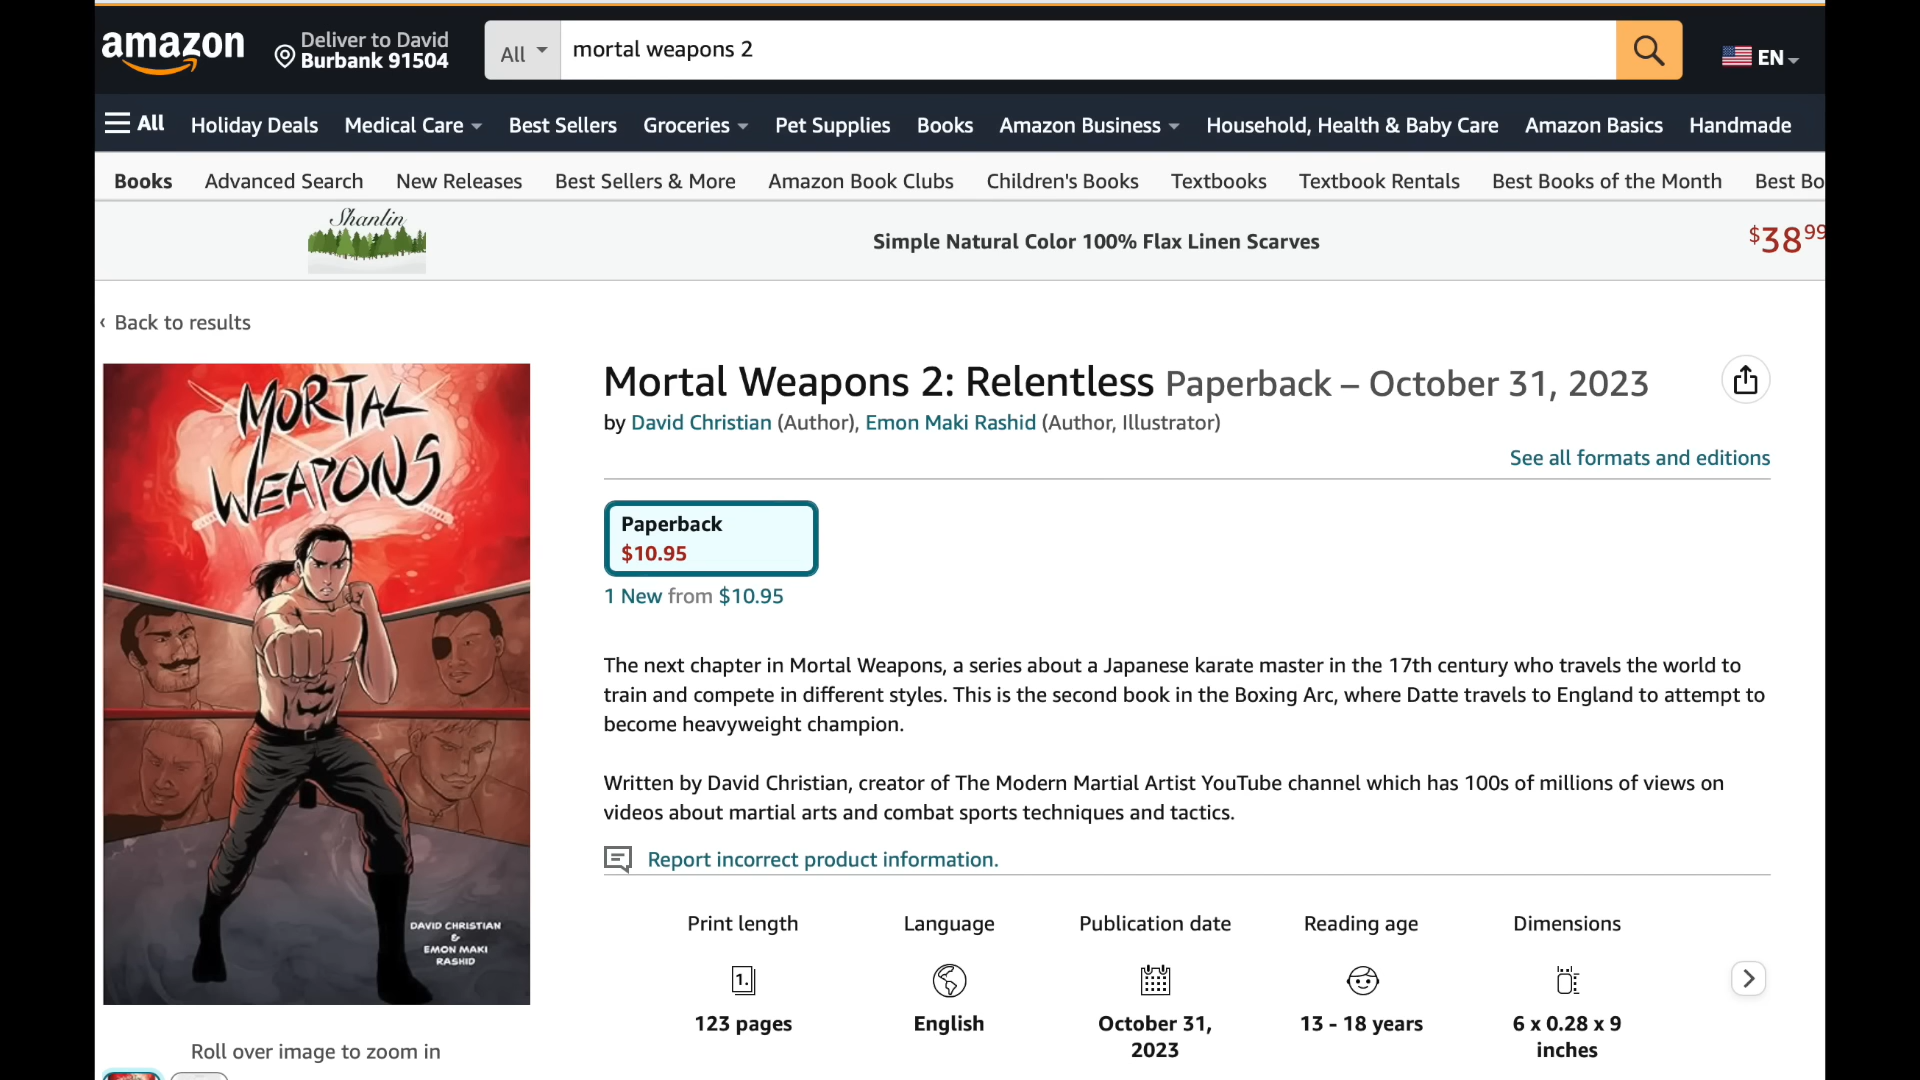 amazon
Deliver to David
Burbank 91504
All
mortal weapons 2
EN
All Holiday Deals Medical Care Best Sellers Groceries Pet Supplies Books Amazon Business Household, Health & Baby Care Amazon Basics Handmade
Books Advanced Search New Releases Best Sellers & More Amazon Book Clubs Children's Books Textbooks Textbook Rentals Best Books of the Month Best Bo
Shanlin
Simple Natural Color 100% Flax Linen Scarves
$38 99
‹ Back to results
MORTAL
WEAPONS
DAVID CHRISTIAN
&
EMON MAKI
RASHID
Roll over image to zoom in
Mortal Weapons 2: Relentless Paperback – October 31, 2023
by David Christian (Author), Emon Maki Rashid (Author, Illustrator)
See all formats and editions
Paperback
$10.95
1 New from $10.95
The next chapter in Mortal Weapons, a series about a Japanese karate master in the 17th century who travels the world to
train and compete in different styles. This is the second book in the Boxing Arc, where Datte travels to England to attempt to
become heavyweight champion.
Written by David Christian, creator of The Modern Martial Artist YouTube channel which has 100s of millions of views on
videos about martial arts and combat sports techniques and tactics.
Report incorrect product information.
Print length Language Publication date Reading age Dimensions
1.
123 pages English October 31, 13 - 18 years 6 x 0.28 x 9
2023 inches